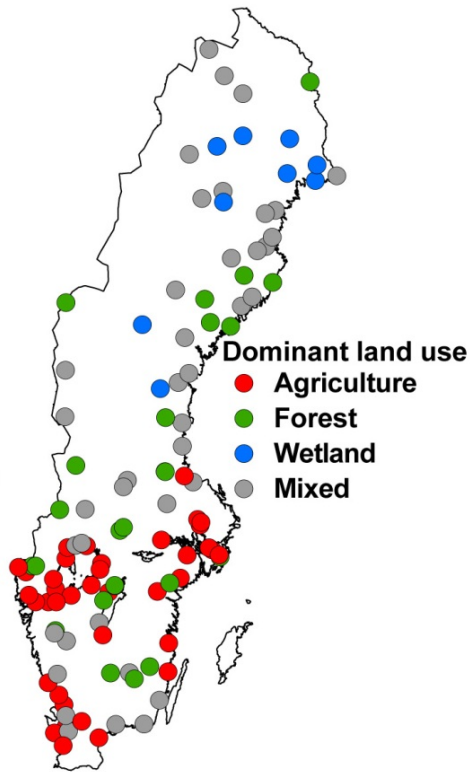 Dominant land use
Agriculture
Forest
Wetland
Mixed